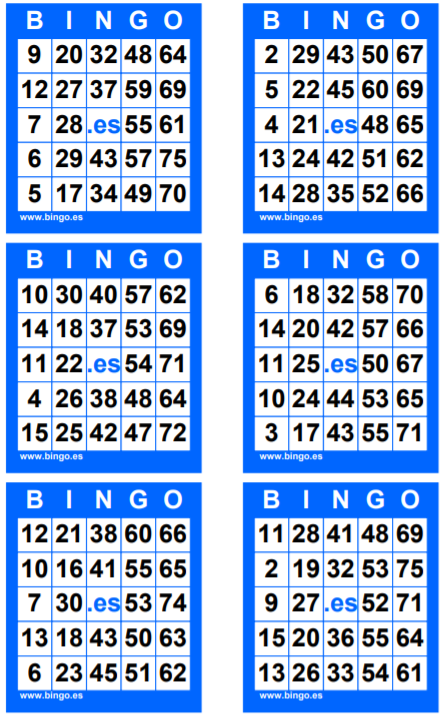 B I N G O
9 20 32 48 64
12 27 37 59 69
7 28 .es 55 61
6 29 43 57 75
5 17 34 49 70
www.bingo.es
B I N G O
2 29 43 50 67
5 22 45 60 69
4 21 .es 48 65
13 24 42 51 62
14 28 35 52 66
www.bingo.es
B I N G O
10 30 40 57 62
14 18 37 53 69
11 22 .es 54 71
4 26 38 48 64
15 25 42 47 72
www.bingo.es
B I N G O
6 18 32 58 70
14 20 42 57 66
11 25 .es 50 67
10 24 44 53 65
3 17 43 55 71
www.bingo.es
B I N G O
12 21 38 60 66
10 16 41 55 65
7 30 .es 53 74
13 18 43 50 63
6 23 45 51 62
www.bingo.es
B I N G O
11 28 41 48 69
2 19 32 53 75
9 27 .es 52 71
15 20 36 55 64
13 26 33 54 61
www.bingo.es